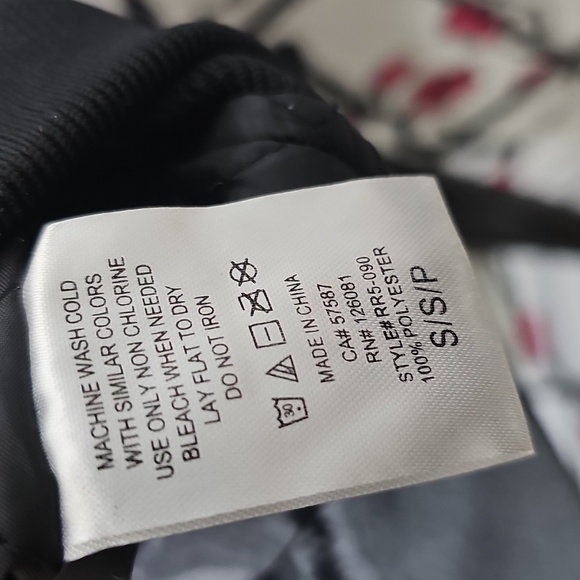 S/S/P
100% POLYESTER
STYLE#RR5-090
RN# 126081
CA# 57587
MADE IN CHINA
30
MACHINE WASH COLD
WITH SIMILAR COLORS
USE ONLY NON CHLORINE
BLEACH WHEN NEEDED
LAY FLAT TO DRY
DO NOT IRON